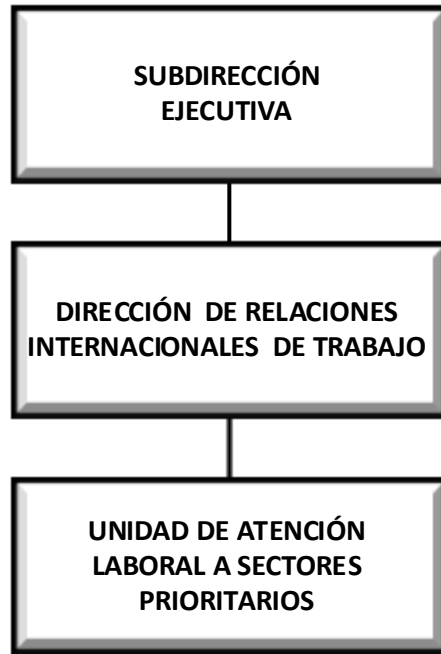 SUBDIRECCIÓN
EJECUTIVA
DIRECCIÓN DE RELACIONES
INTERNACIONALES DE TRABAJO
UNIDAD DE ATENCIÓN
LABORAL A SECTORES
PRIORITARIOS